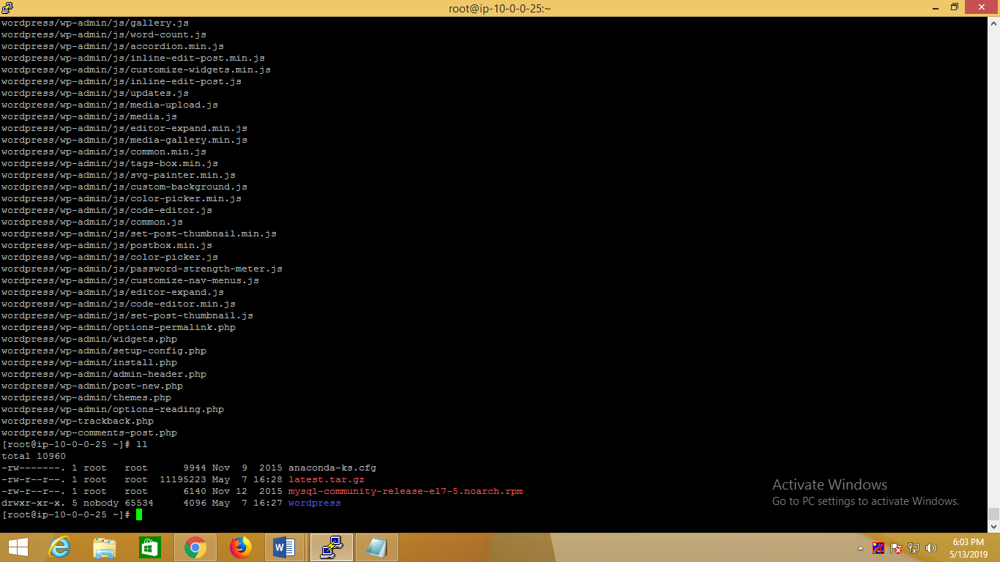 root@ip-10-0-0-25:~
wordpress/wp-admin/js/gallery.js
wordpress/wp-admin/js/word-count.js
wordpress/wp-admin/js/accordion.min.js
wordpress/wp-admin/js/inline-edit-post.min.js
wordpress/wp-admin/js/customize-widgets.min.js
wordpress/wp-admin/js/inline-edit-post.js
wordpress/wp-admin/js/updates.js
wordpress/wp-admin/js/media-upload.js
wordpress/wp-admin/js/media.js
wordpress/wp-admin/js/editor-expand.min.js
wordpress/wp-admin/js/media-gallery.min.js
wordpress/wp-admin/js/common.min.js
wordpress/wp-admin/js/tags-box.min.js
wordpress/wp-admin/js/svg-painter.min.js
wordpress/wp-admin/js/custom-background.js
wordpress/wp-admin/js/color-picker.min.js
wordpress/wp-admin/js/code-editor.js
wordpress/wp-admin/js/common.js
wordpress/wp-admin/js/set-post-thumbnail.min.js
wordpress/wp-admin/js/postbox.min.js
wordpress/wp-admin/js/color-picker.js
wordpress/wp-admin/js/password-strength-meter.js
wordpress/wp-admin/js/customize-nav-menus.js
wordpress/wp-admin/js/editor-expand.js
wordpress/wp-admin/js/code-editor.min.js
wordpress/wp-admin/js/set-post-thumbnail.js
wordpress/wp-admin/options-permalink.php
wordpress/wp-admin/widgets.php
wordpress/wp-admin/setup-config.php
wordpress/wp-admin/install.php
wordpress/wp-admin/admin-header.php
wordpress/wp-admin/post-new.php
wordpress/wp-admin/themes.php
wordpress/wp-admin/options-reading.php
wordpress/wp-trackback.php
wordpress/wp-comments-post.php
[root@ip-10-0-0-25 ~]# ll
total 10960
-rw-------. 1 root   root      9944 Nov  9  2015 anaconda-ks.cfg
-rw-r--r--. 1 root   root  11195223 May  7 16:28 latest.tar.gz
-rw-r--r--. 1 root   root      6140 Nov 12  2015 mysql-community-release-el7-5.noarch.rpm
drwxr-xr-x. 5 nobody 65534     4096 May  7 16:27 wordpress
[root@ip-10-0-0-25 ~]#
Activate Windows
Go to PC settings to activate Windows.
6:03 PM
5/13/2019